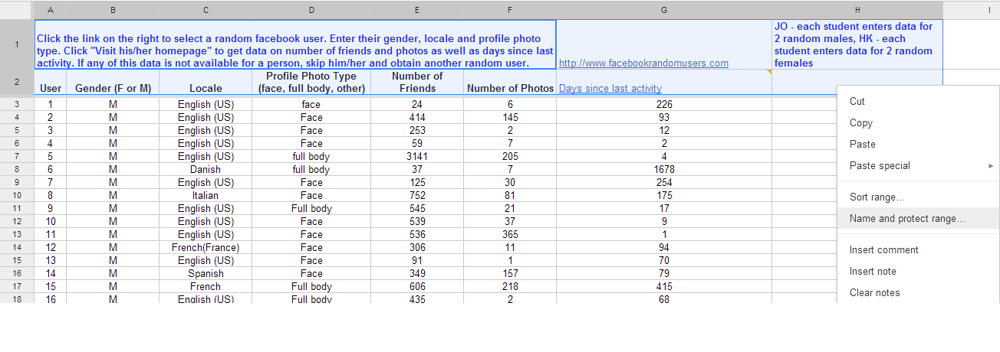 A B C D E F G H I
1
Click the link on the right to select a random facebook user. Enter their gender, locale and profile photo
type. Click "Visit his/her homepage" to get data on number of friends and photos as well as days since last
activity. If any of this data is not available for a person, skip him/her and obtain another random user.
http://www.facebookrandomusers.com
JO - each student enters data for
2 random males, HK - each
student enters data for 2 random
females
2
User
Gender (F or M)
Locale
Profile Photo Type
(face, full body, other)
Number of
Friends
Number of Photos
Days since last activity
3 1 M English (US) face 24 6 226
4 2 M English (US) Face 414 145 93
5 3 M English (US) Face 253 2 12
6 4 M English (US) Face 59 7 2
7 5 M English (US) full body 3141 205 4
8 6 M Danish full body 37 7 1678
9 7 M English (US) Face 125 30 254
10 8 M Italian Face 752 81 175
11 9 M English (US) Full body 545 21 17
12 10 M English (US) Face 539 37 9
13 11 M English (US) Face 536 365 1
14 12 M French(France) Face 306 11 94
15 13 M English (US) Face 91 1 70
16 14 M Spanish Face 349 157 79
17 15 M French Full body 606 218 415
18 16 M English (US) Full body 435 2 68
Cut
Copy
Paste
Paste special
Sort range...
Name and protect range...
Insert comment
Insert note
Clear notes